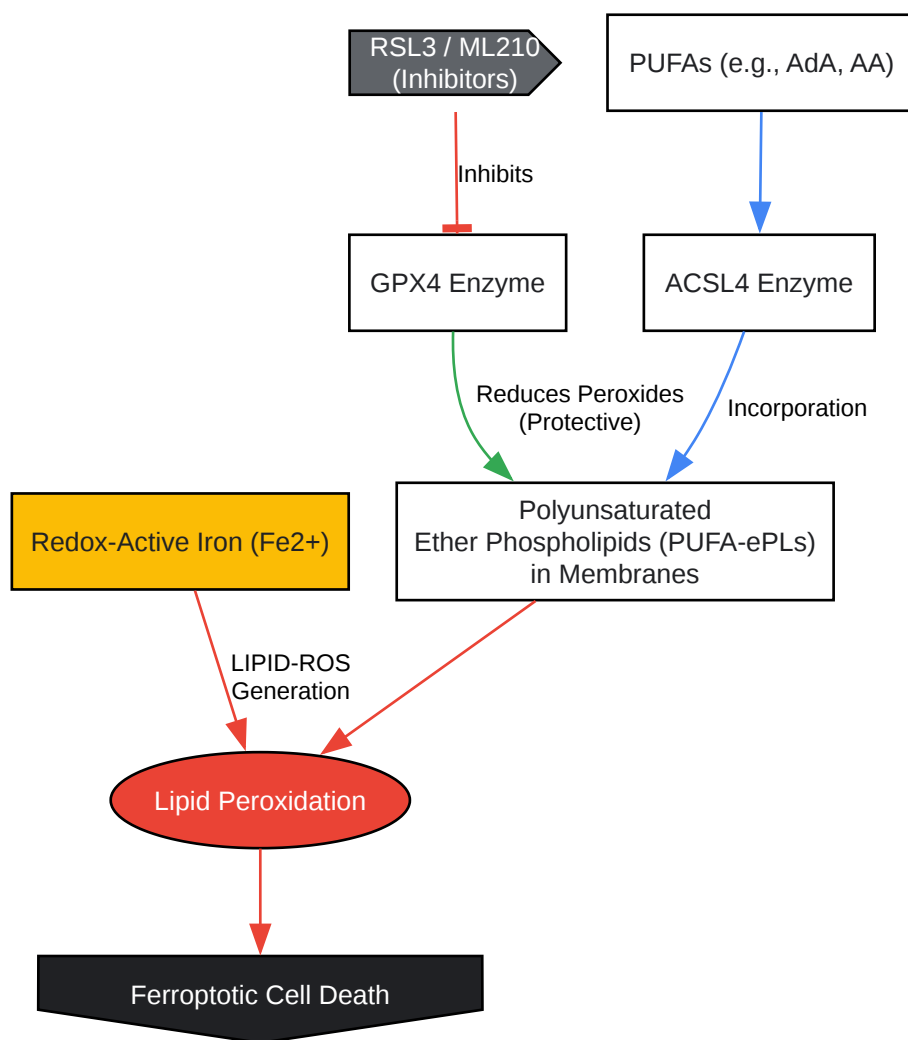 RSL3 / ML210
(Inhibitors)
PUFAs (e.g., AdA, AA)
Inhibits
GPX4 Enzyme
ACSL4 Enzyme
Reduces Peroxides
(Protective)
Incorporation
Polyunsaturated
Ether Phospholipids (PUFA-ePLs)
in Membranes
Redox-Active Iron (Fe2+)
LIPID-ROS
Generation
Lipid Peroxidation
Ferroptotic Cell Death